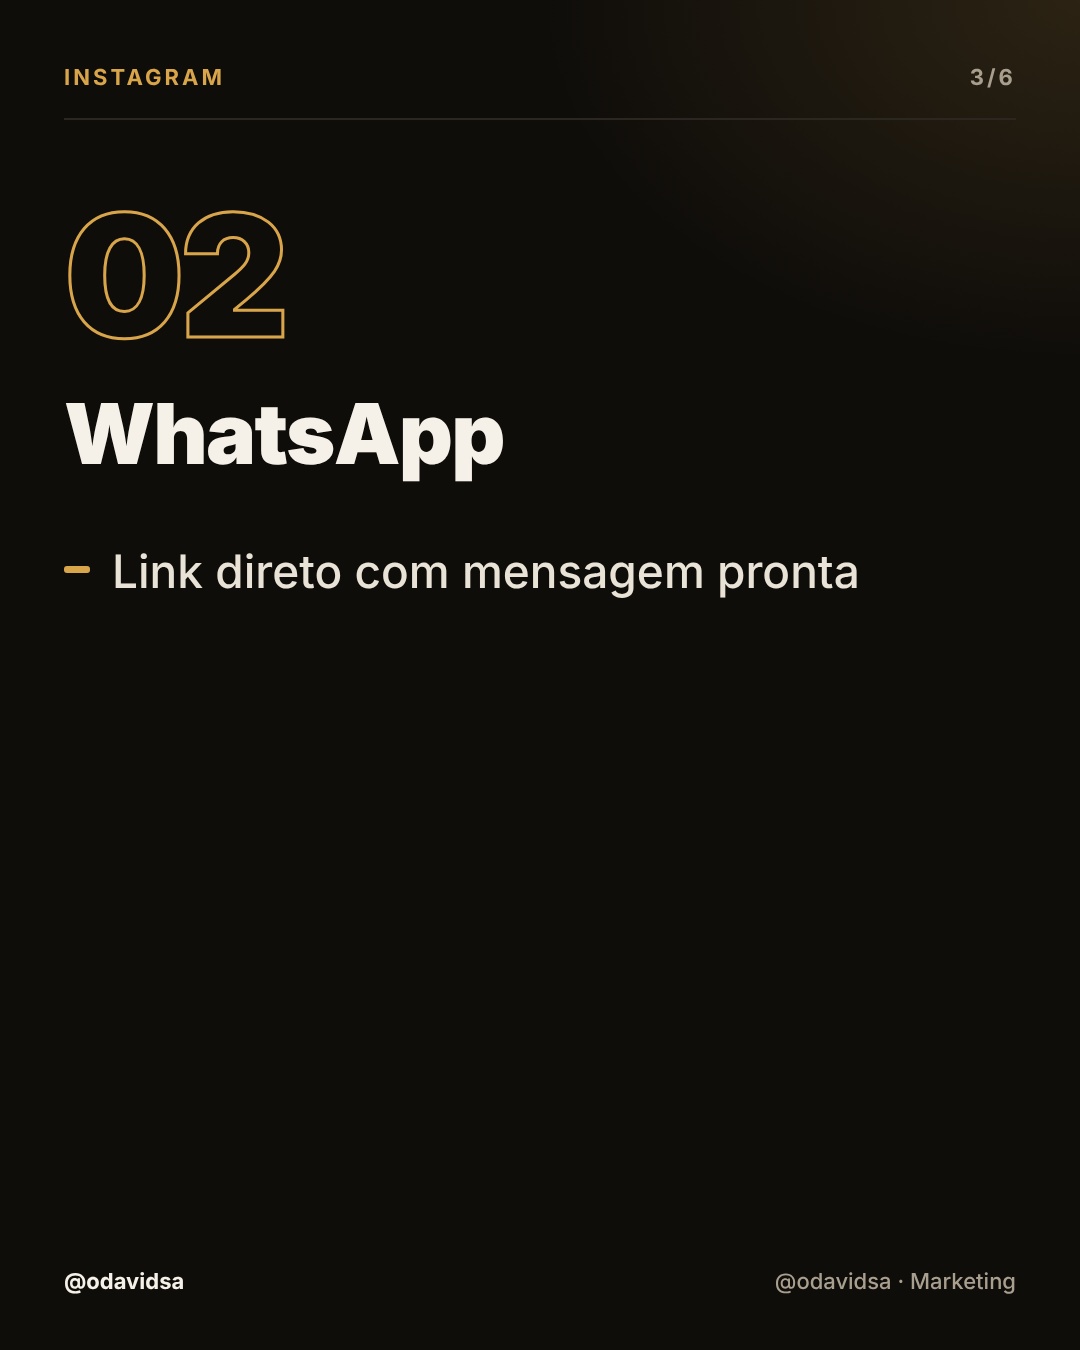 INSTAGRAM
3/6
02
WhatsApp
Link direto com mensagem pronta
@odavidsa
@odavidsa · Marketing